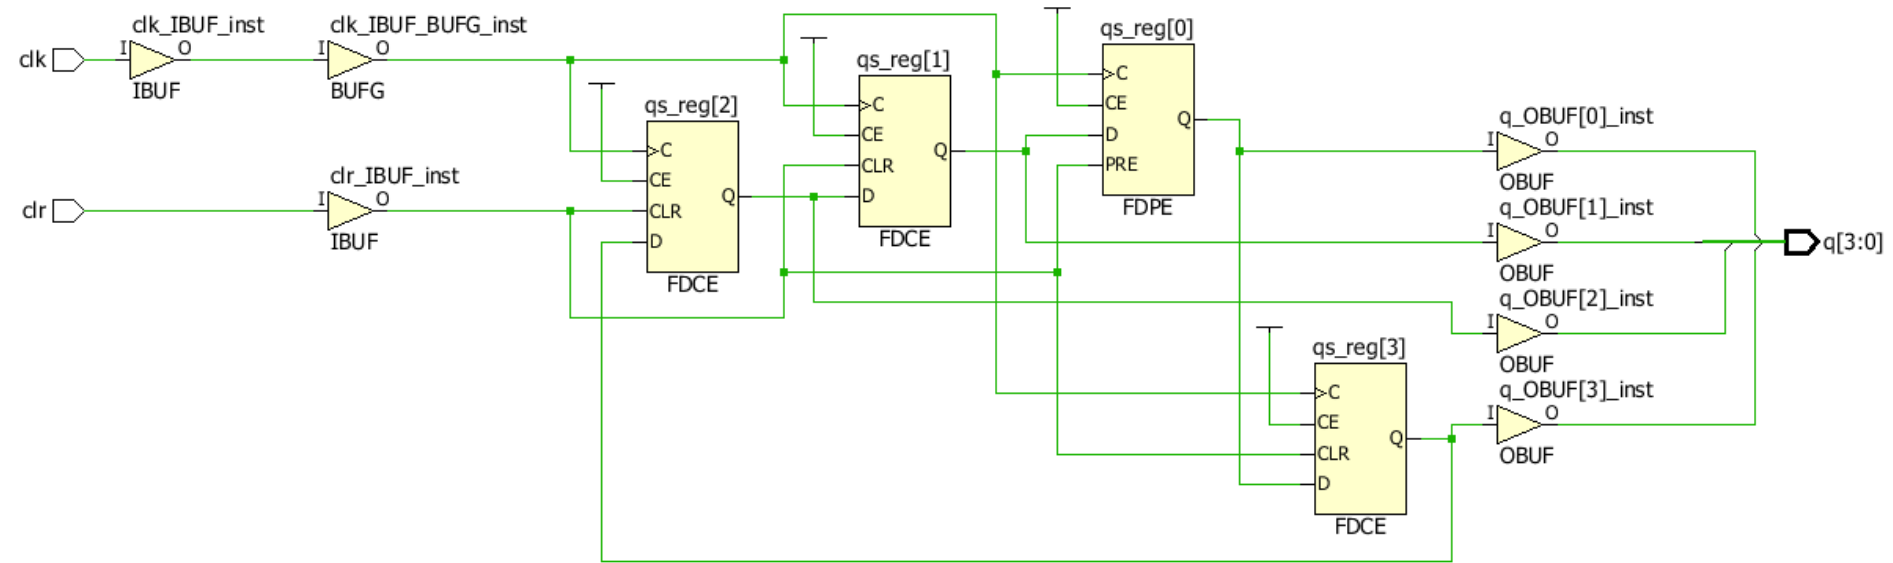 clk
I
clk_IBUF_inst
O
IBUF
I
clk_IBUF_BUFG_inst
O
BUFG
clr
I
clr_IBUF_inst
O
IBUF
qs_reg[2]
C
CE
CLR
D
Q
FDCE
qs_reg[1]
C
CE
CLR
D
Q
FDCE
qs_reg[0]
C
CE
D
PRE
Q
FDPE
qs_reg[3]
C
CE
CLR
D
Q
FDCE
q_OBUF[0]_inst
I
O
OBUF
q_OBUF[1]_inst
I
O
OBUF
q_OBUF[2]_inst
I
O
OBUF
q_OBUF[3]_inst
I
O
OBUF
q[3:0]